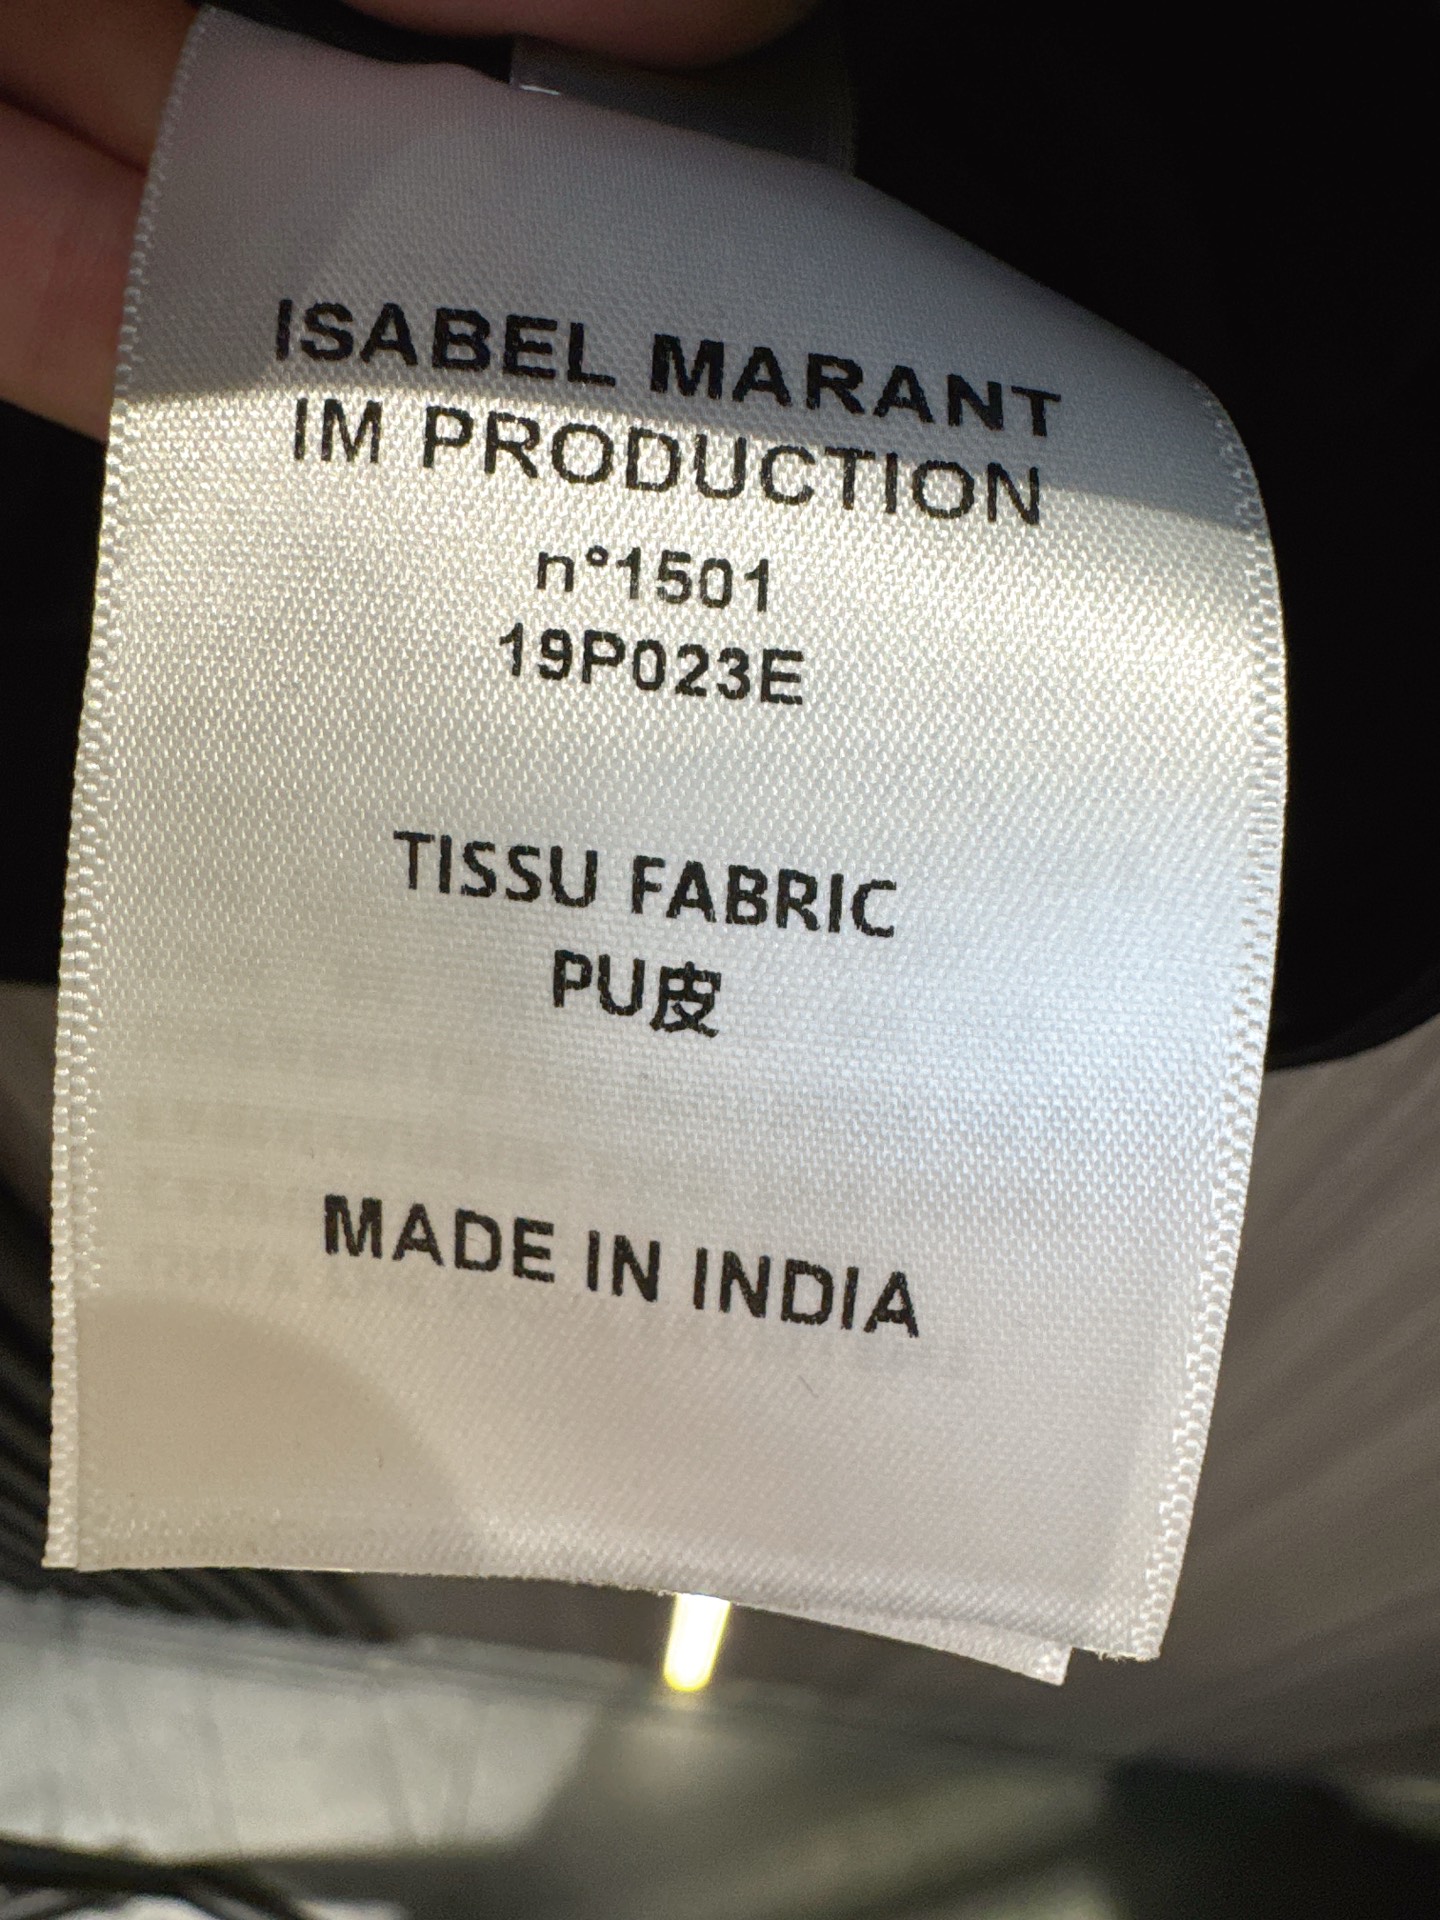 ISABEL MARANT
IM PRODUCTION
n°1501
19P023E
TISSU FABRIC
PU皮
MADE IN INDIA